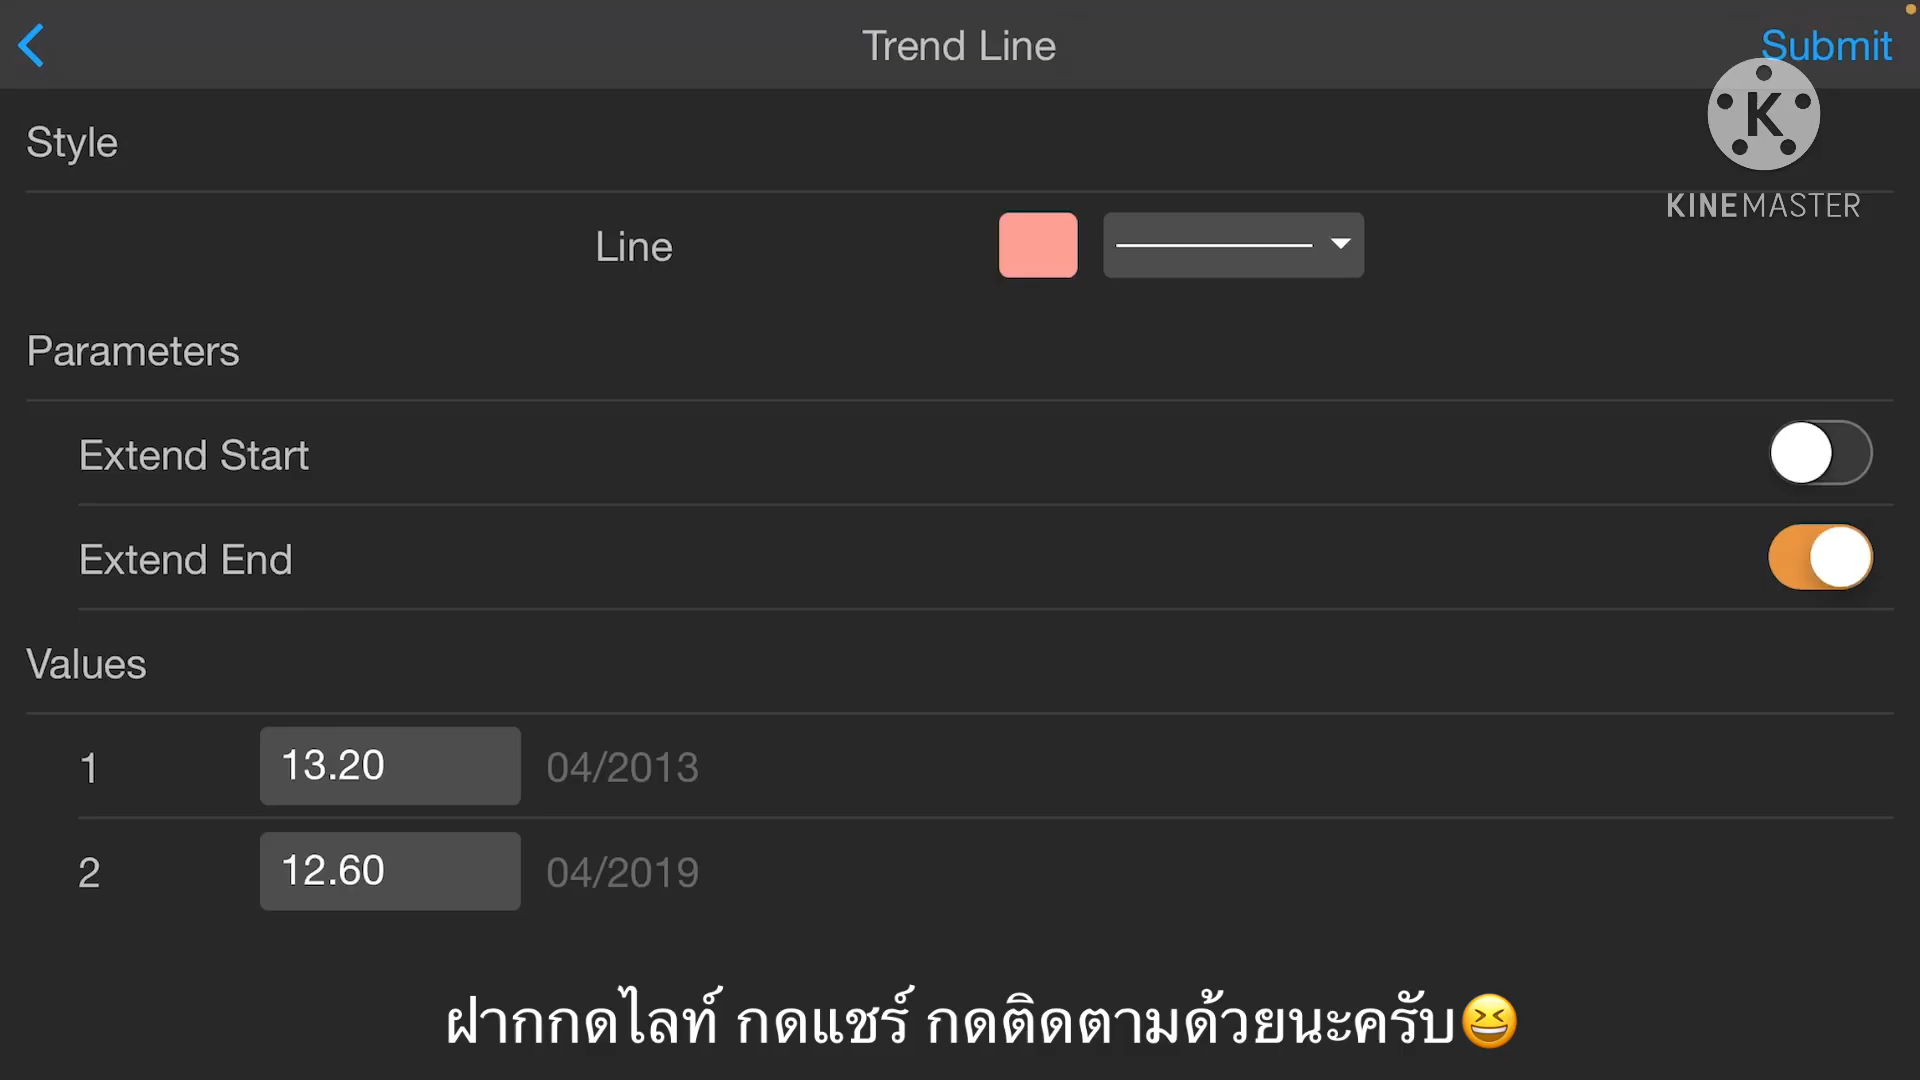 Trend Line
Submit
K
KINEMASTER
Style
Line
Parameters
Extend Start
Extend End
Values
1 13.20 04/2013
2 12.60 04/2019
ฝากกดไลท์ กดแชร์ กดติดตามด้วยนะครับ😆